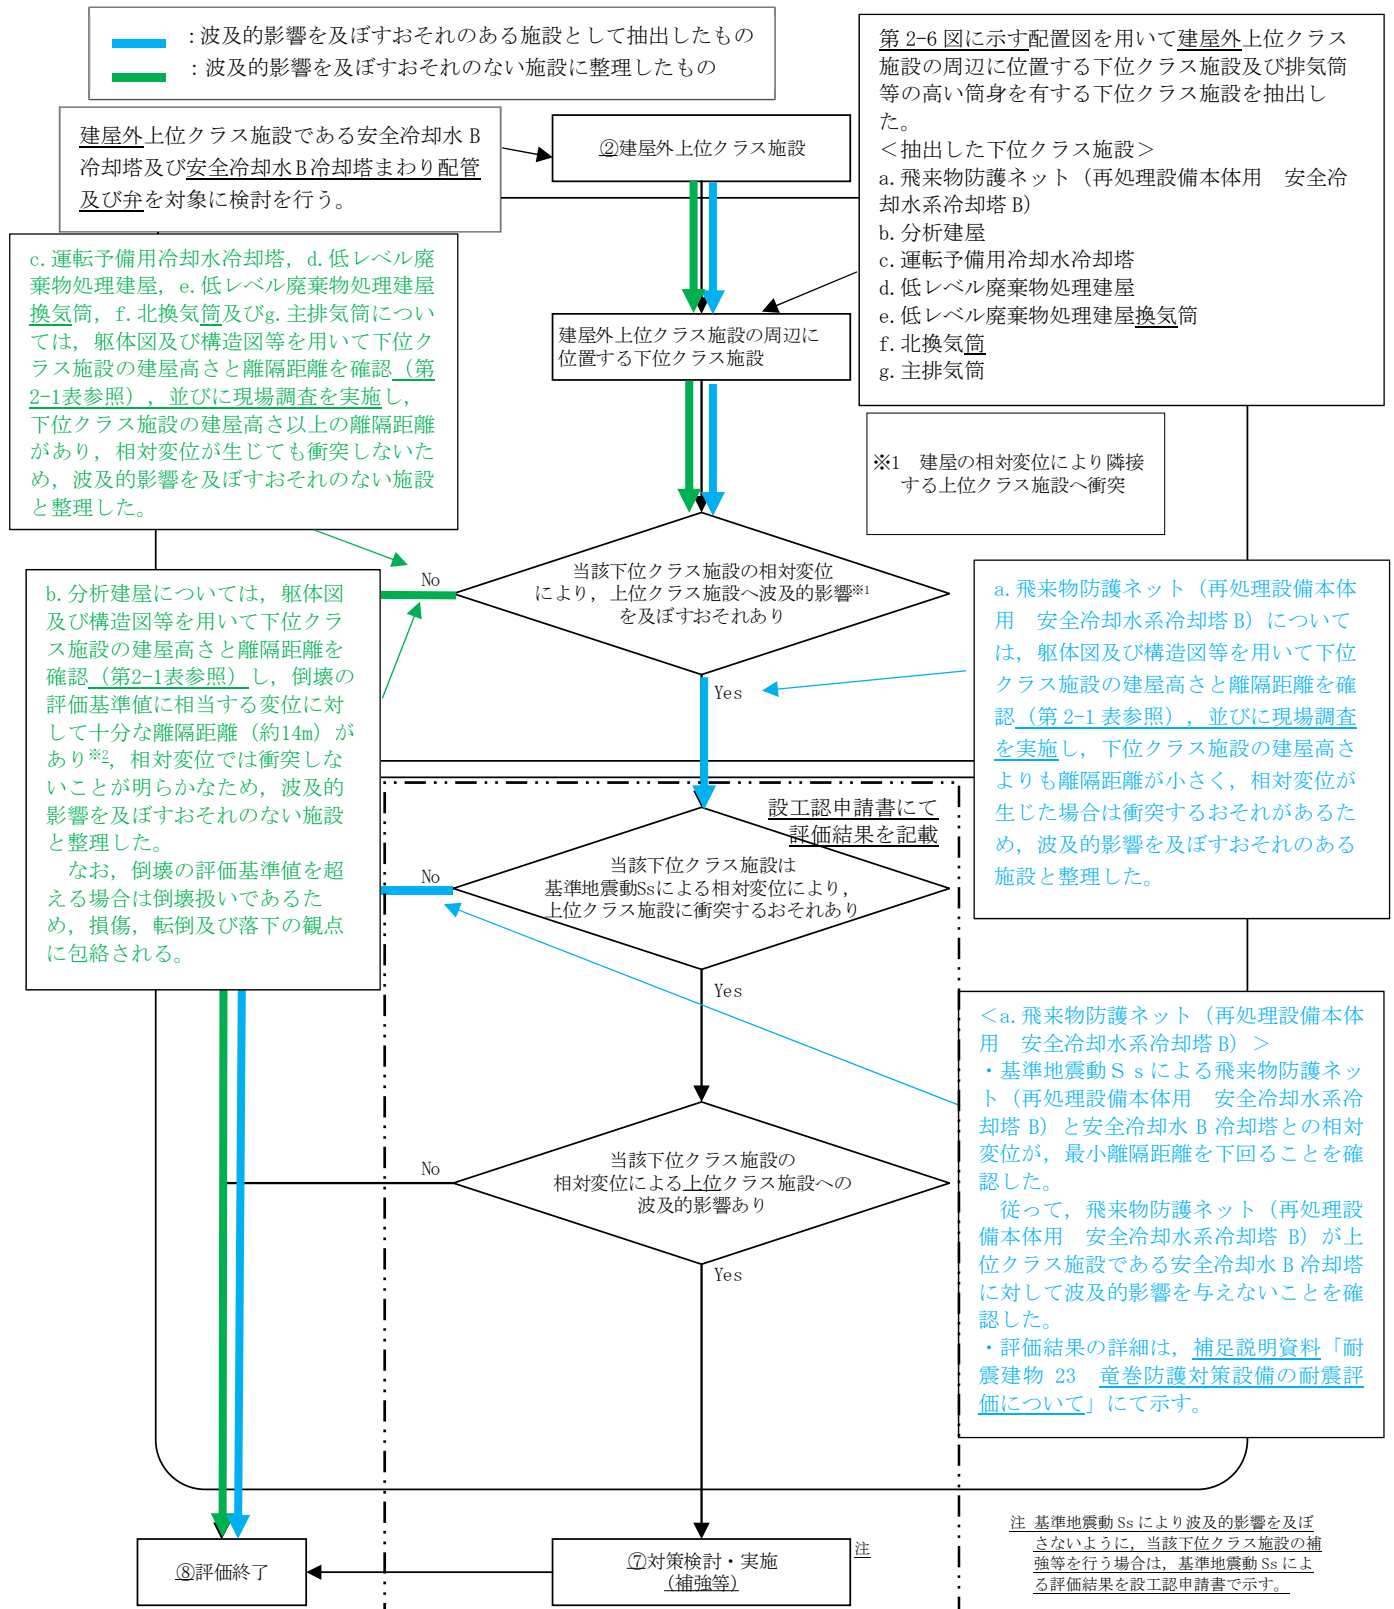 ：波及的影響を及ぼすおそれのある施設として抽出したもの
：波及的影響を及ぼすおそれのない施設に整理したもの
第 2-6 図に示す配置図を用いて建屋外上位クラス
施設の周辺に位置する下位クラス施設及び排気筒
等の高い筒身を有する下位クラス施設を抽出し
た。
＜抽出した下位クラス施設＞
a. 飛来物防護ネット（再処理設備本体用　安全冷
却水系冷却塔 B）
b. 分析建屋
c. 運転予備用冷却水冷却塔
d. 低レベル廃棄物処理建屋
e. 低レベル廃棄物処理建屋換気筒
f. 北換気筒
g. 主排気筒
建屋外上位クラス施設である安全冷却水 B
冷却塔及び安全冷却水 B 冷却塔まわり配管
及び弁を対象に検討を行う。
②建屋外上位クラス施設
c. 運転予備用冷却水冷却塔, d. 低レベル廃
棄物処理建屋, e. 低レベル廃棄物処理建屋
換気筒, f. 北換気筒及びg. 主排気筒につい
ては，躯体図及び構造図等を用いて下位ク
ラス施設の建屋高さと離隔距離を確認（第
2-1表参照），並びに現場調査を実施し，
下位クラス施設の建屋高さ以上の離隔距離
があり，相対変位が生じても衝突しないた
め，波及的影響を及ぼすおそれのない施設
と整理した。
建屋外上位クラス施設の周辺に
位置する下位クラス施設
※1　建屋の相対変位により隣接
する上位クラス施設へ衝突
当該下位クラス施設の相対変位
により，上位クラス施設へ波及的影響※1
を及ぼすおそれあり
No
Yes
b. 分析建屋については，躯体図
及び構造図等を用いて下位クラ
ス施設の建屋高さと離隔距離を
確認（第2-1表参照）し，倒壊の
評価基準値に相当する変位に対
して十分な離隔距離（約14m）が
あり※2，相対変位では衝突しな
いことが明らかなため，波及的
影響を及ぼすおそれのない施設
と整理した。
なお，倒壊の評価基準値を超
える場合は倒壊扱いであるた
め，損傷，転倒及び落下の観点
に包絡される。
a. 飛来物防護ネット（再処理設備本体
用　安全冷却水系冷却塔 B）について
は，躯体図及び構造図等を用いて下位
クラス施設の建屋高さと離隔距離を確
認（第 2-1 表参照），並びに現場調査
を実施し，下位クラス施設の建屋高さ
よりも離隔距離が小さく，相対変位が
生じた場合は衝突するおそれがあるた
め，波及的影響を及ぼすおそれのある
施設と整理した。
設工認申請書にて
評価結果を記載
当該下位クラス施設は
基準地震動Ssによる相対変位により，
上位クラス施設に衝突するおそれあり
No
Yes
＜a. 飛来物防護ネット（再処理設備本体
用　安全冷却水系冷却塔 B）＞
・基準地震動Ｓｓによる飛来物防護ネッ
ト（再処理設備本体用　安全冷却水系冷
却塔 B）と安全冷却水 B 冷却塔との相対
変位が，最小離隔距離を下回ることを確
認した。
従って，飛来物防護ネット（再処理設
備本体用　安全冷却水系冷却塔 B）が上
位クラス施設である安全冷却水 B 冷却塔
に対して波及的影響を与えないことを確
認した。
・評価結果の詳細は，補足説明資料「耐
震建物 23　竜巻防護対策設備の耐震評
価について」にて示す。
当該下位クラス施設の
相対変位による上位クラス施設への
波及的影響あり
No
Yes
⑧評価終了
⑦対策検討・実施
（補強等）
注
注 基準地震動 Ss により波及的影響を及ぼ
さないように，当該下位クラス施設の補
強等を行う場合は，基準地震動 Ss によ
る評価結果を設工認申請書で示す。